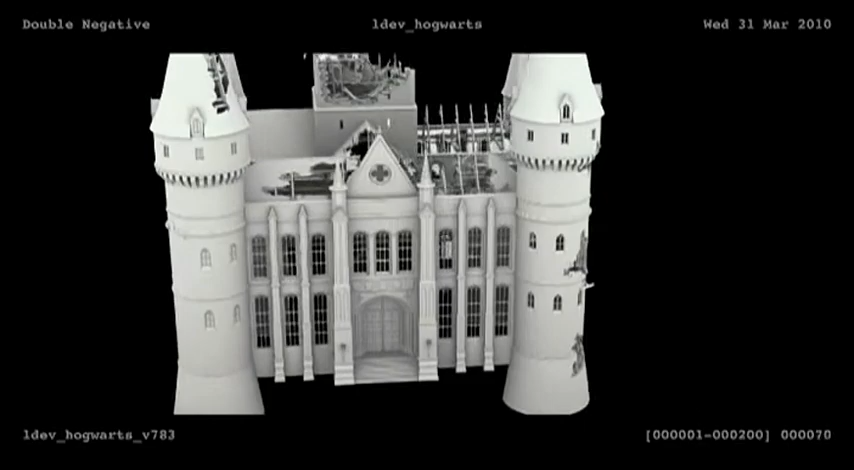 Double Negative
ldev_hogwarts
Wed 31 Mar 2010
ldev_hogwarts_v783
[000001-000200] 000070